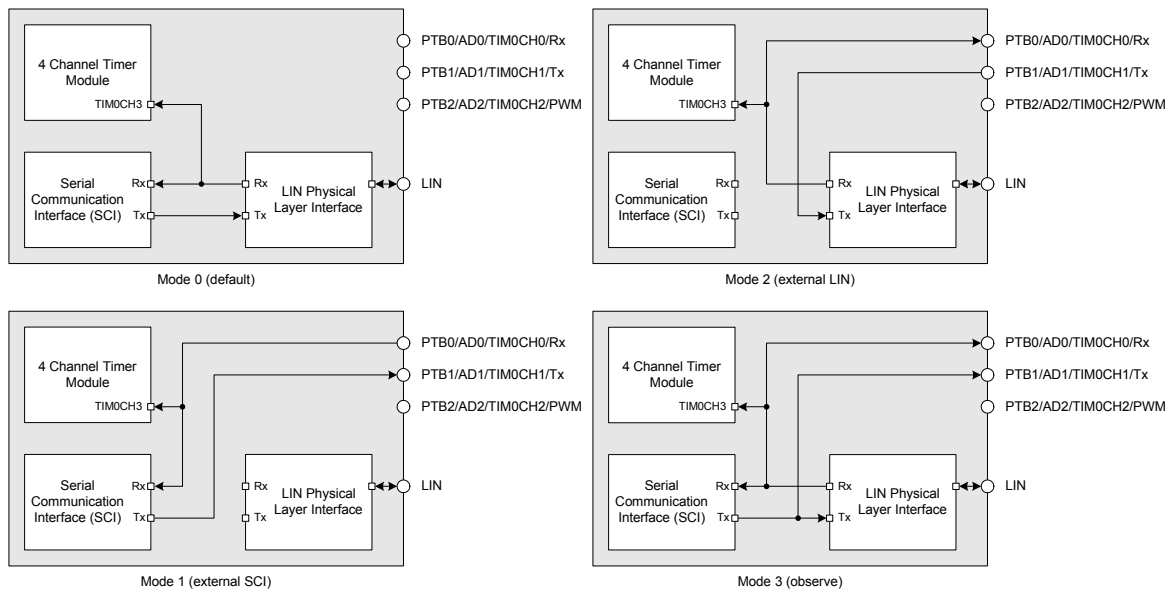 4 Channel Timer
Module
TIM0CH3
Serial
Communication
Interface (SCI)
Rx
Tx
Rx
Tx
LIN Physical
Layer Interface
PTB0/AD0/TIM0CH0/Rx
PTB1/AD1/TIM0CH1/Tx
PTB2/AD2/TIM0CH2/PWM
LIN
Mode 0 (default)
4 Channel Timer
Module
TIM0CH3
Serial
Communication
Interface (SCI)
Rx
Tx
Rx
Tx
LIN Physical
Layer Interface
PTB0/AD0/TIM0CH0/Rx
PTB1/AD1/TIM0CH1/Tx
PTB2/AD2/TIM0CH2/PWM
LIN
Mode 2 (external LIN)
4 Channel Timer
Module
TIM0CH3
Serial
Communication
Interface (SCI)
Rx
Tx
Rx
Tx
LIN Physical
Layer Interface
PTB0/AD0/TIM0CH0/Rx
PTB1/AD1/TIM0CH1/Tx
PTB2/AD2/TIM0CH2/PWM
LIN
Mode 1 (external SCI)
4 Channel Timer
Module
TIM0CH3
Serial
Communication
Interface (SCI)
Rx
Tx
Rx
Tx
LIN Physical
Layer Interface
PTB0/AD0/TIM0CH0/Rx
PTB1/AD1/TIM0CH1/Tx
PTB2/AD2/TIM0CH2/PWM
LIN
Mode 3 (observe)